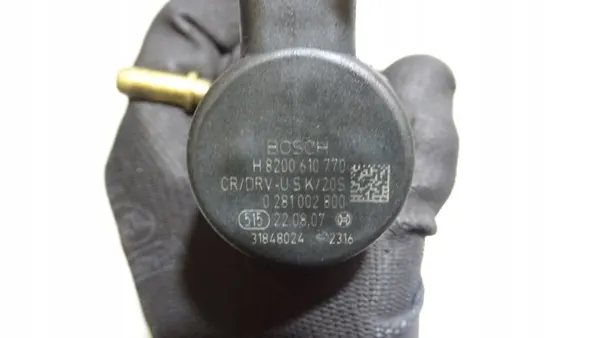 BOSCH
H 8200 610 770
CR/DRV-U S K/20S
0 281 002 800
515 22.08.07
31848024 2316